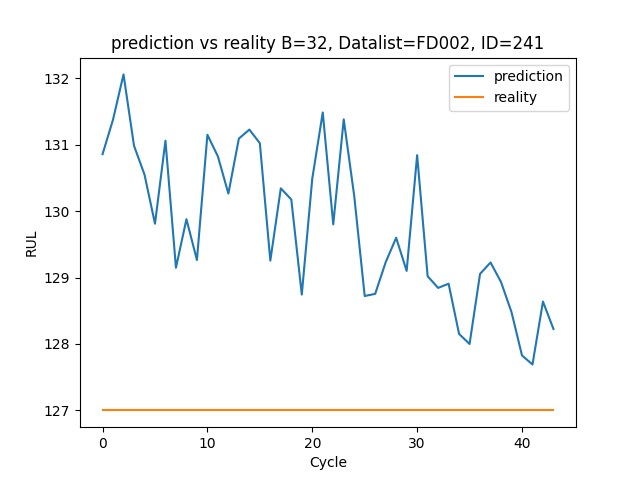 prediction vs reality B=32, Datalist=FD002, ID=241
prediction
reality
132
131
130
129
128
127
RUL
0 10 20 30 40
Cycle